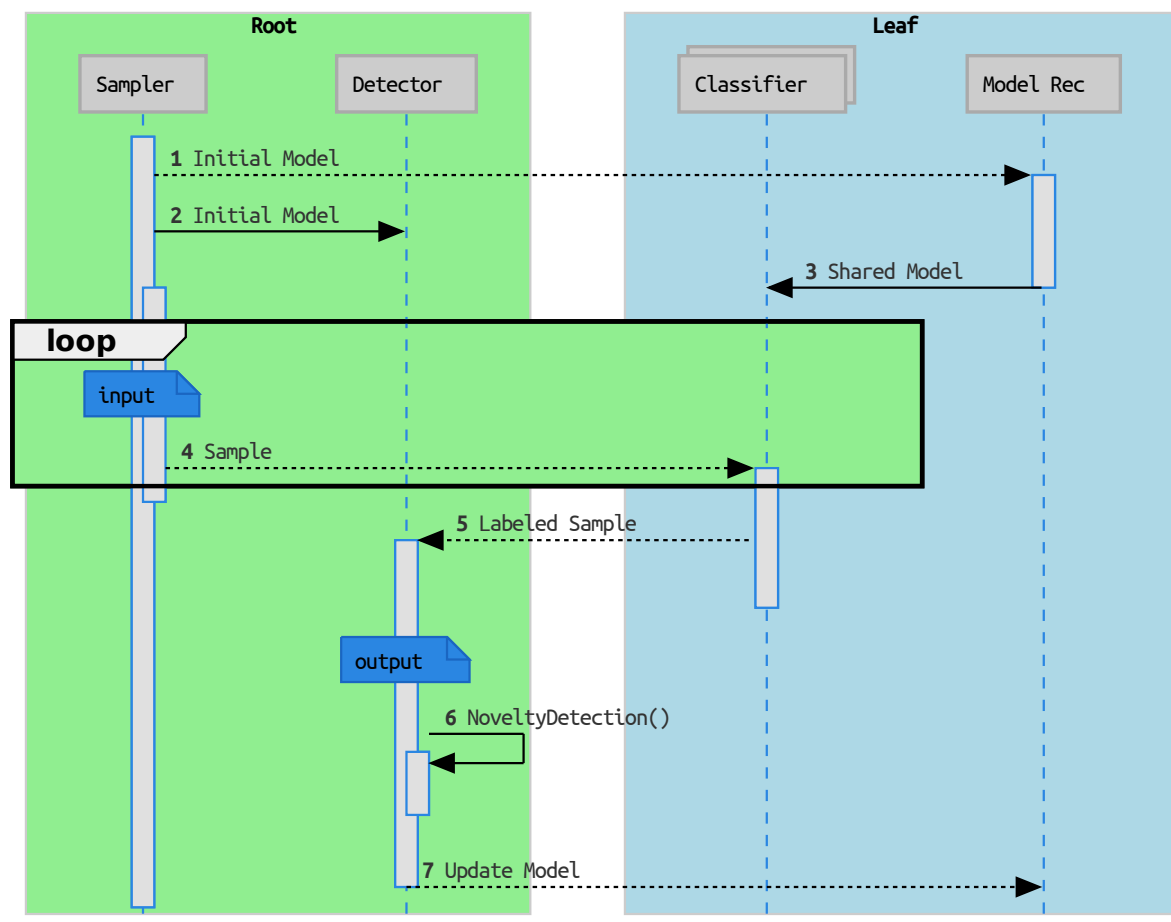 Root
Leaf
Sampler
Detector
Classifier
Model Rec
1 Initial Model
2 Initial Model
3 Shared Model
loop
input
4 Sample
5 Labeled Sample
output
6 NoveltyDetection()
7 Update Model